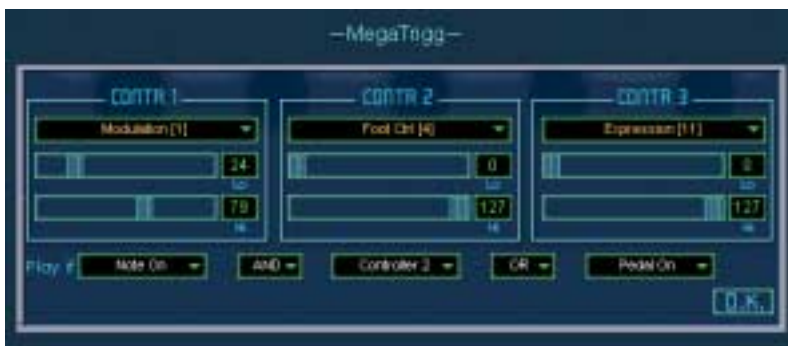 —MegaTrigg—
CONTR 1 CONTR 2 CONTR 3
Modulation [1] Foot Ctrl [4] Expression [11]
24 0 0
Lo Lo Lo
79 127 127
Hi Hi Hi
Play if Note On AND Controller 2 OR Pedal On
O.K.